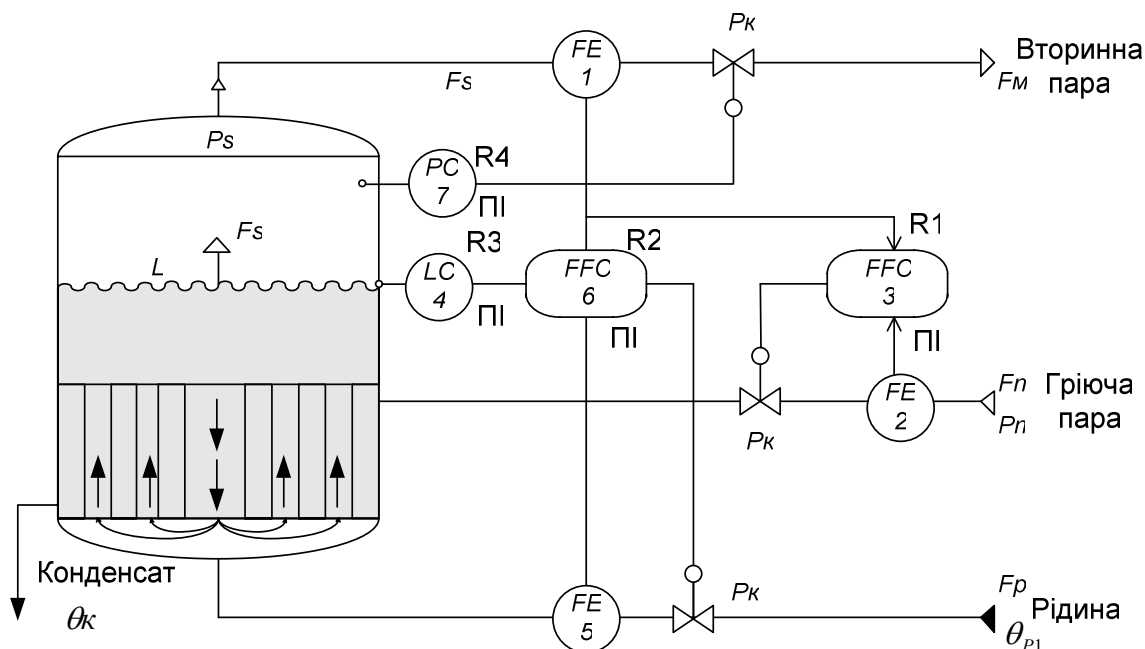 FE
1
Pк
Вторинна
пара
Fм
Fs
Ps
PC
7
R4
ПІ
Fs
R3
R2
R1
L
LC
4
ПІ
FFC
6
ПІ
FFC
3
ПІ
FE
2
Fп
Pп
Гріюча
пара
Pк
Конденсат
θк
FE
5
Pк
Fр
Рідина
θP1